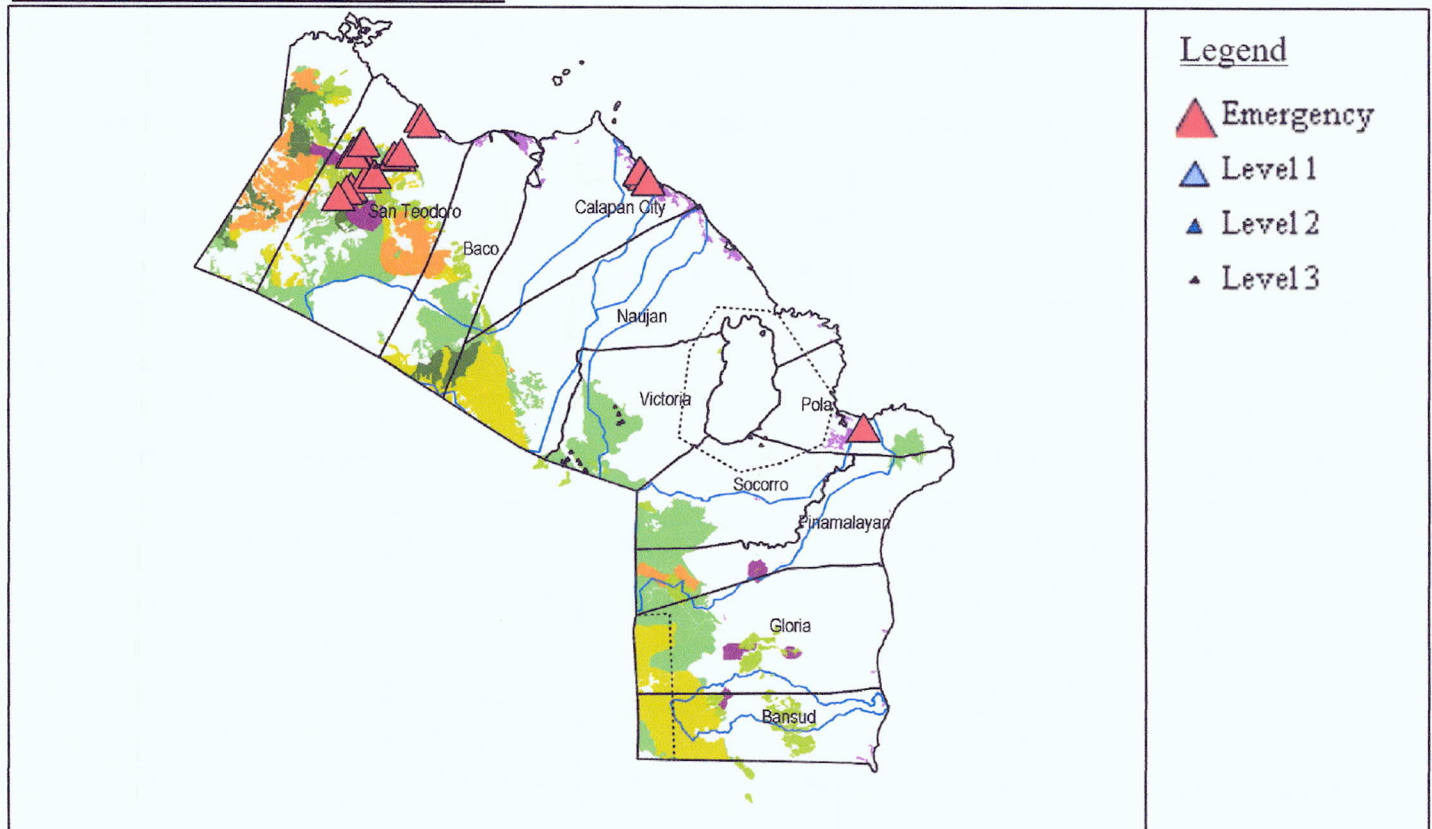 Legend
Emergency
Level 1
Level 2
Level 3
San Teodoro
Calapan City
Baco
Naujan
Victoria
Pola
Socorro
Pinamalayan
Gloria
Bansud